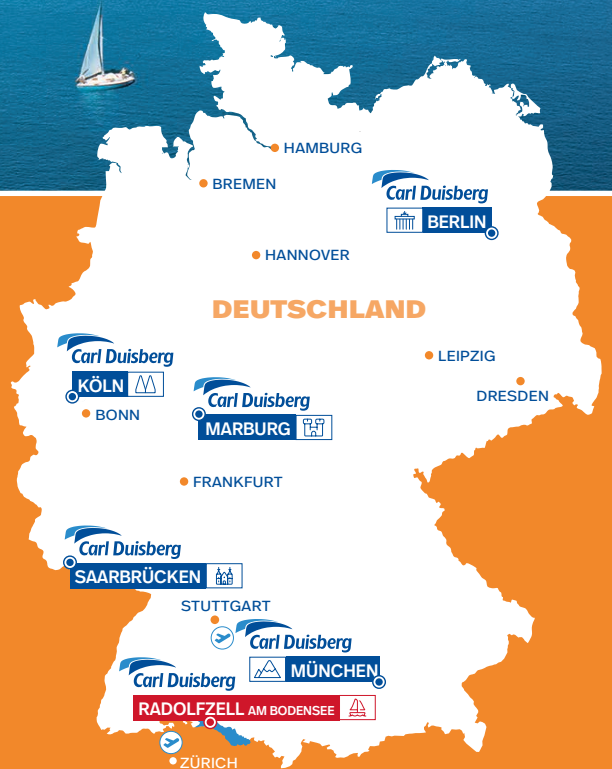 HAMBURG
BREMEN
Carl Duisberg
BERLIN
HANNOVER
DEUTSCHLAND
Carl Duisberg
KÖLN
BONN
LEIPZIG
DRESDEN
Carl Duisberg
MARBURG
FRANKFURT
Carl Duisberg
SAARBRÜCKEN
STUTTGART
Carl Duisberg
MÜNCHEN
Carl Duisberg
RADOLFZELL AM BODENSEE
ZÜRICH